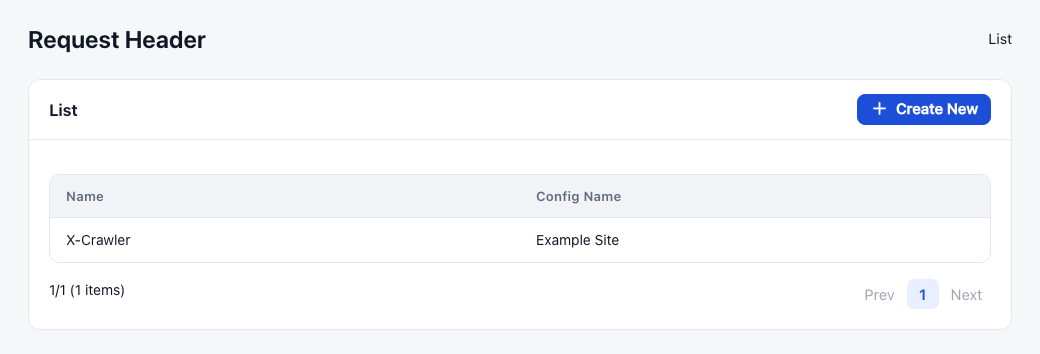 Request Header
List
List
Create New
Name Config Name
X-Crawler Example Site
1/1 (1 items)
Prev 1 Next